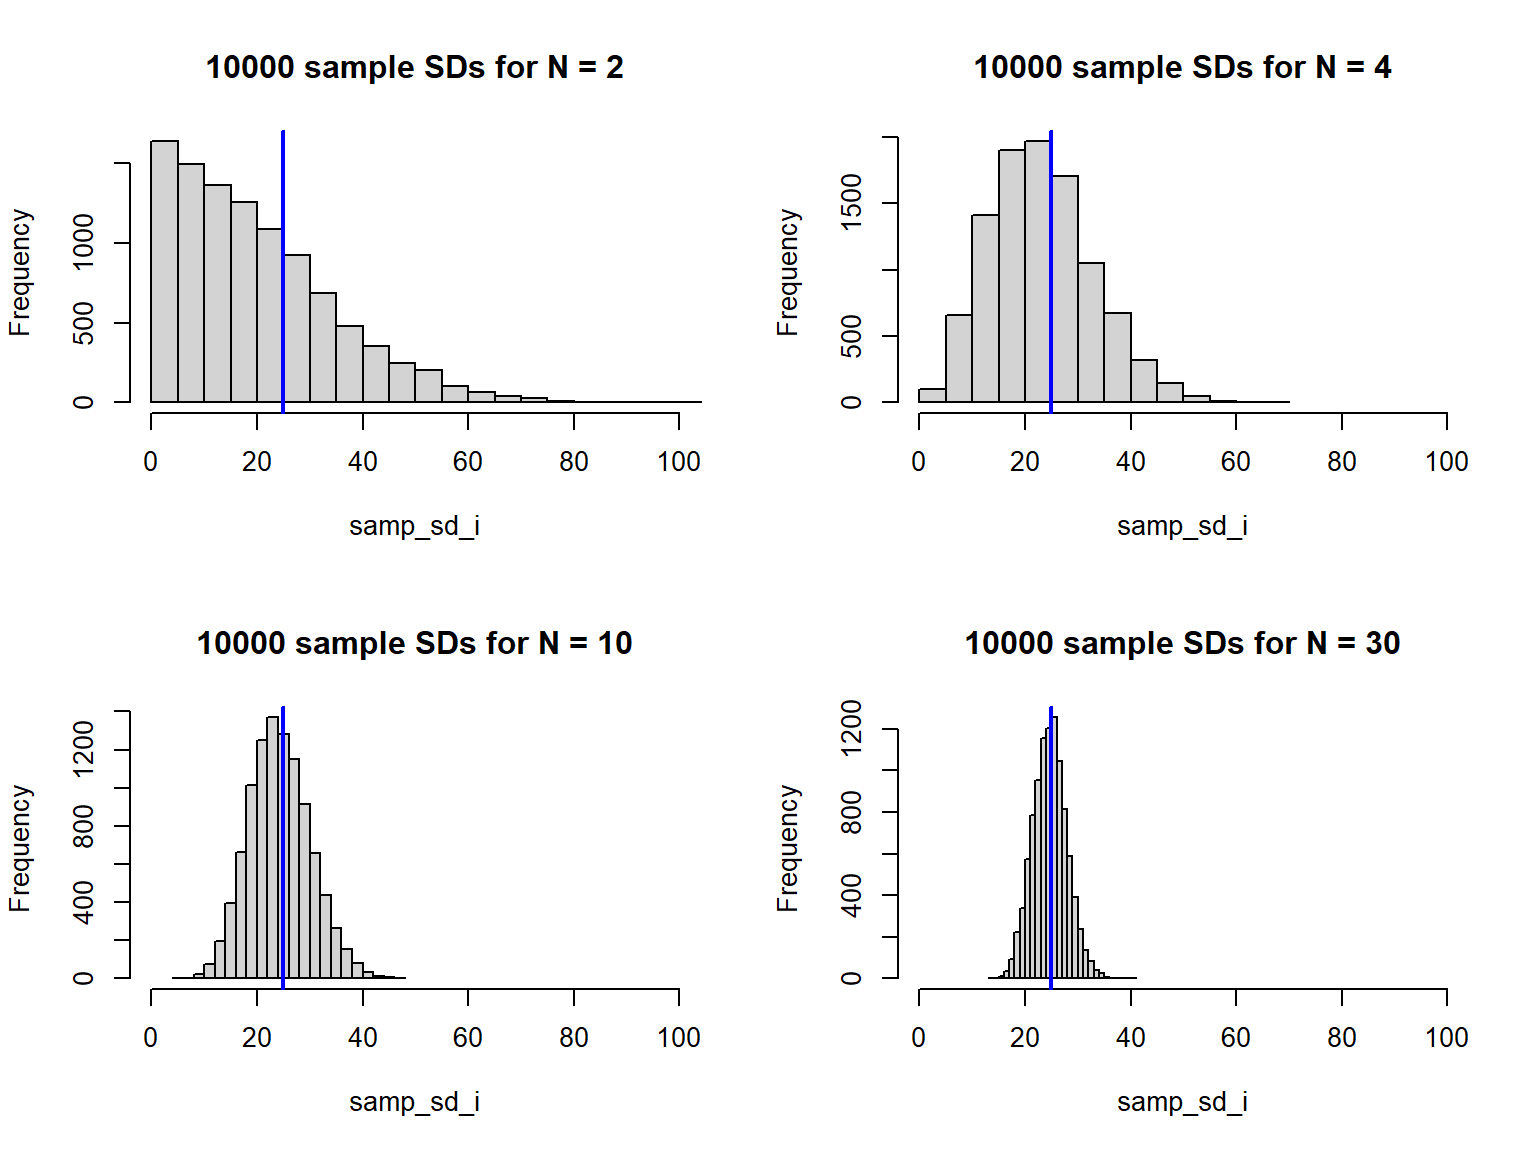 10000 sample SDs for N = 2
Frequency
0 500 1000
0 20 40 60 80 100
samp_sd_i
10000 sample SDs for N = 4
Frequency
0 500 1500
0 20 40 60 80 100
samp_sd_i
10000 sample SDs for N = 10
Frequency
0 400 800 1200
0 20 40 60 80 100
samp_sd_i
10000 sample SDs for N = 30
Frequency
0 400 800 1200
0 20 40 60 80 100
samp_sd_i